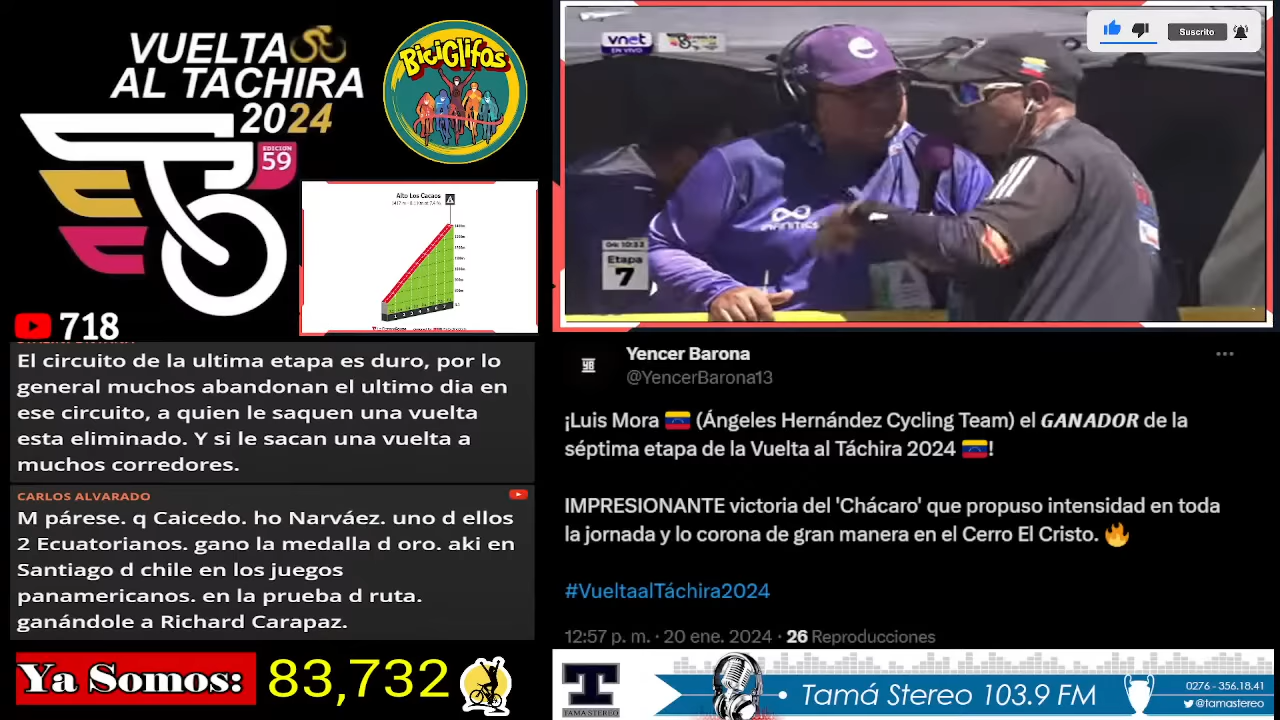 VUELTA
AL TACHIRA
2024
EDICION
59
BiciGlifos
Alto Los Cacaos
718
El circuito de la ultima etapa es duro, por lo
general muchos abandonan el ultimo dia en
ese circuito, a quien le saquen una vuelta
esta eliminado. Y si le sacan una vuelta a
muchos corredores.
CARLOS ALVARADO
M párese. q Caicedo. ho Narváez. uno d ellos
2 Ecuatorianos. gano la medalla d oro. aki en
Santiago d chile en los juegos
panamericanos. en la prueba d ruta.
ganándole a Richard Carapaz.
Ya Somos: 83,732
vnet
EN VIVO
Suscrito
04:10:53
Etapa
7
Yencer Barona
@YencerBarona13
¡Luis Mora 🇻🇪 (Ángeles Hernández Cycling Team) el GANADOR de la
séptima etapa de la Vuelta al Táchira 2024 🇻🇪!
IMPRESIONANTE victoria del 'Chácaro' que propuso intensidad en toda
la jornada y lo corona de gran manera en el Cerro El Cristo. 🔥
#VueltaalTáchira2024
12:57 p. m. · 20 ene. 2024 · 26 Reproducciones
TAMA STEREO
Tamá Stereo 103.9 FM
0276 - 356.18.41
@tamastereo